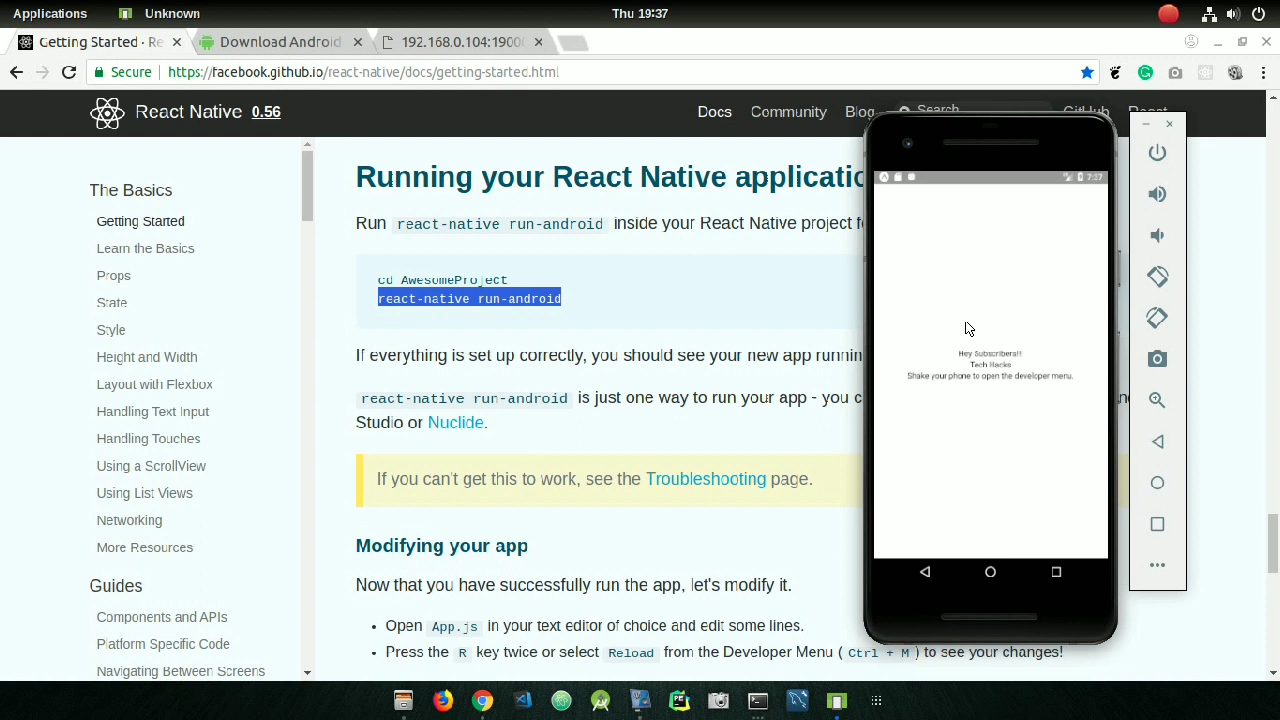 Applications Unknown Thu 19:37
Getting Started · Re Download Android 192.168.0.104:1900
Secure https://facebook.github.io/react-native/docs/getting-started.html
React Native 0.56 Docs Community Blog Search GitHub React
The Basics
Getting Started
Learn the Basics
Props
State
Style
Height and Width
Layout with Flexbox
Handling Text Input
Handling Touches
Using a ScrollView
Using List Views
Networking
More Resources
Guides
Components and APIs
Platform Specific Code
Navigating Between Screens
Running your React Native applicatio
Run react-native run-android inside your React Native project fo
cd AwesomeProject
react-native run-android
If everything is set up correctly, you should see your new app runnin
react-native run-android is just one way to run your app - you c
Studio or Nuclide.
If you can't get this to work, see the Troubleshooting page.
Modifying your app
Now that you have successfully run the app, let's modify it.
• Open App.js in your text editor of choice and edit some lines.
• Press the R key twice or select Reload from the Developer Menu ( Ctrl + M ) to see your changes!
7:37
Hey Subscribers!!
Tech Hacks
Shake your phone to open the developer menu.